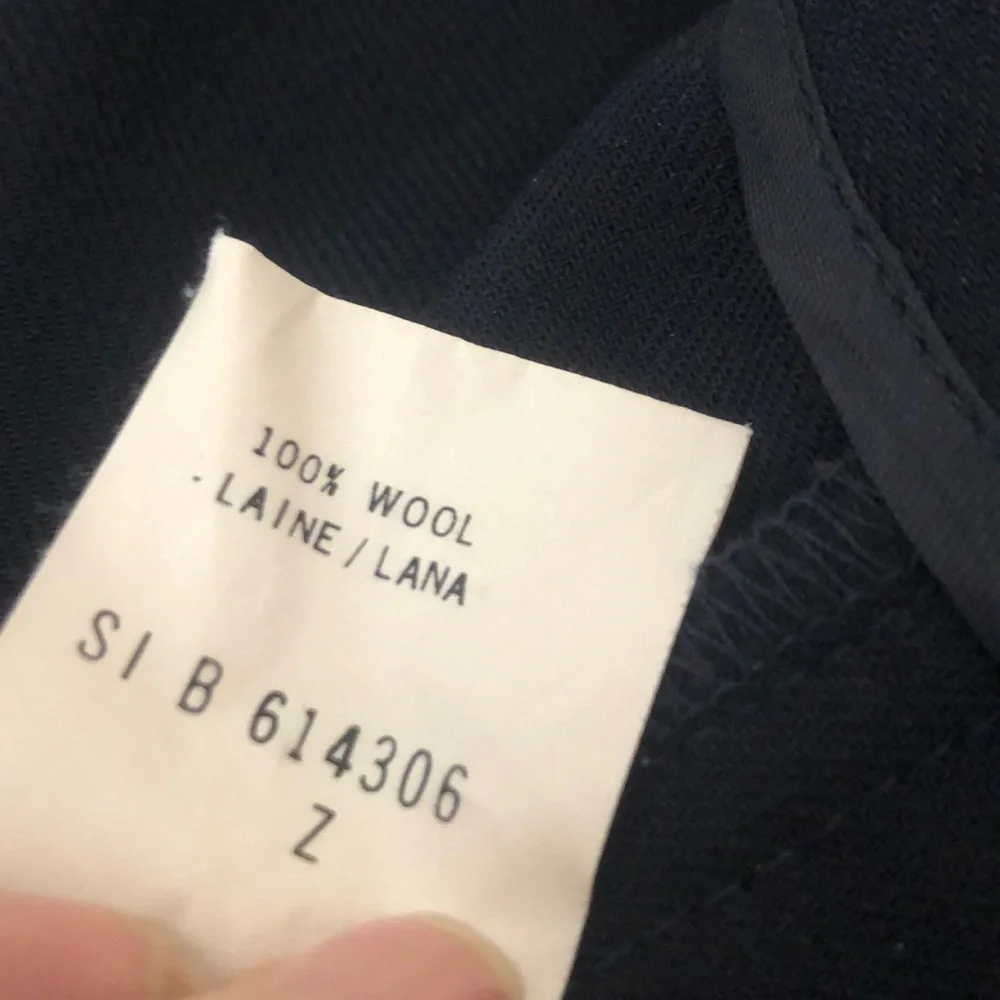 100% WOOL
LAINE/LANA
SI B 614306
Z